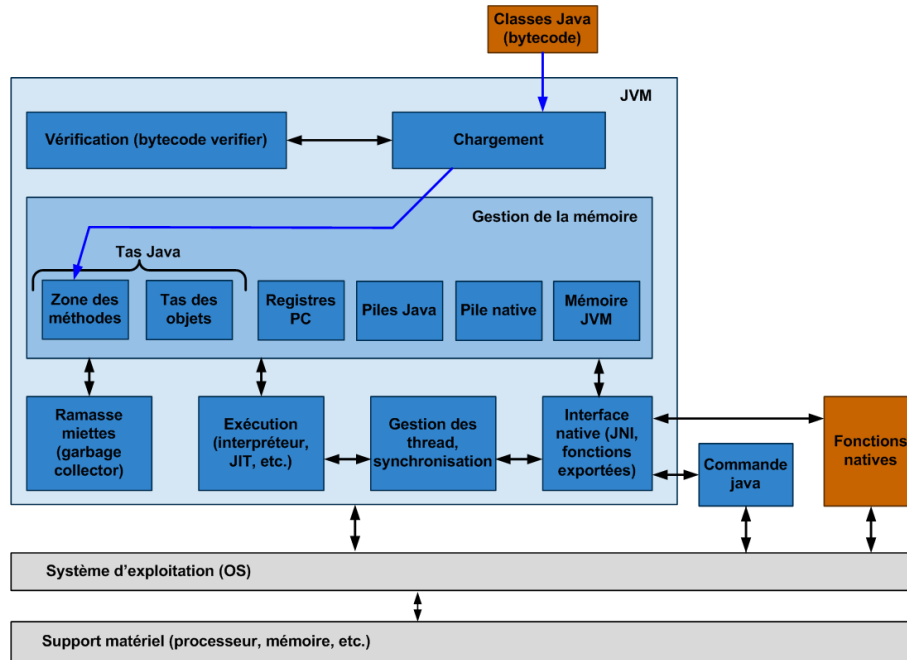 Classes Java
(bytecode)
JVM
Vérification (bytecode verifier)
Chargement
Gestion de la mémoire
Tas Java
Zone des
méthodes
Tas des
objets
Registres
PC
Piles Java
Pile native
Mémoire
JVM
Ramasse
miettes
(garbage
collector)
Exécution
(interpréteur,
JIT, etc.)
Gestion des
thread,
synchronisation
Interface
native (JNI,
fonctions
exportées)
Commande
java
Fonctions
natives
Système d'exploitation (OS)
Support matériel (processeur, mémoire, etc.)